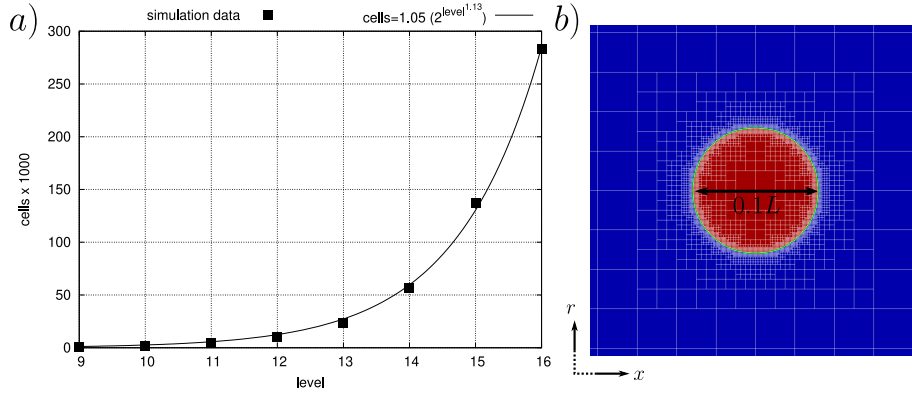 a)
simulation data
cells=1.05 (2^level^1.13)
300
250
200
150
100
50
0
cells x 1000
9 10 11 12 13 14 15 16
level
b)
0.1L
r
x